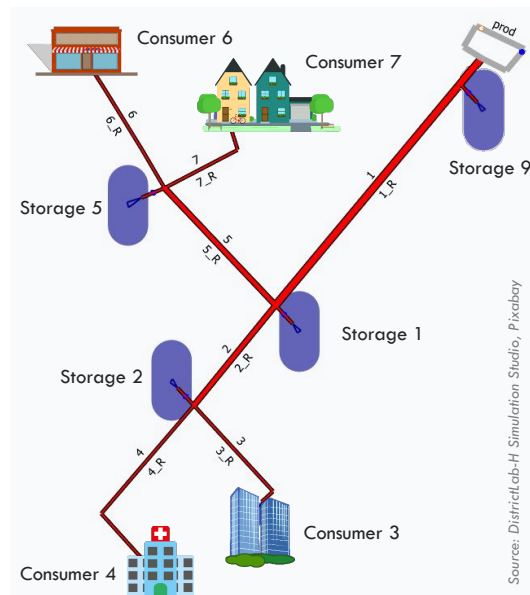 Consumer 6
prod
Consumer 7
Storage 9
6
6_R
7
7_R
1
1_R
Storage 5
5
5_R
Storage 1
2
2_R
Storage 2
4
4_R
3
3_R
Consumer 3
Consumer 4
Source: DistrictLab-H Simulation Studio, Pixabay